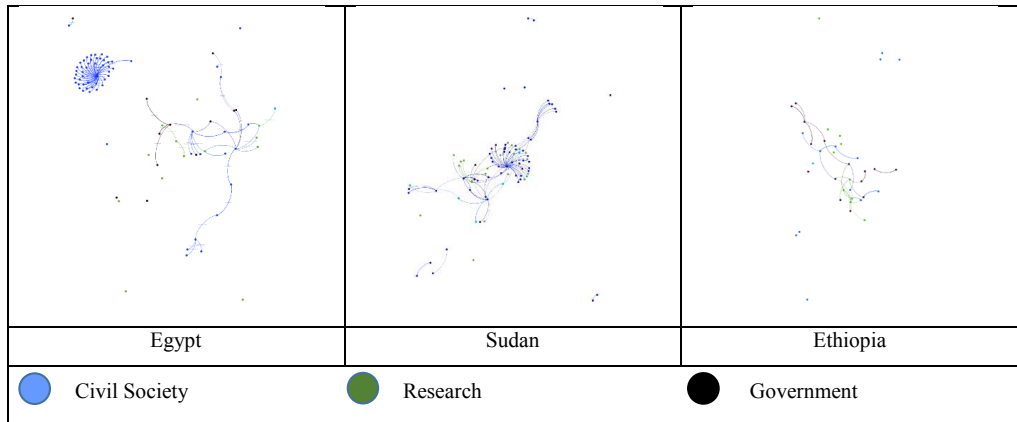 Egypt
Sudan
Ethiopia
Civil Society
Research
Government